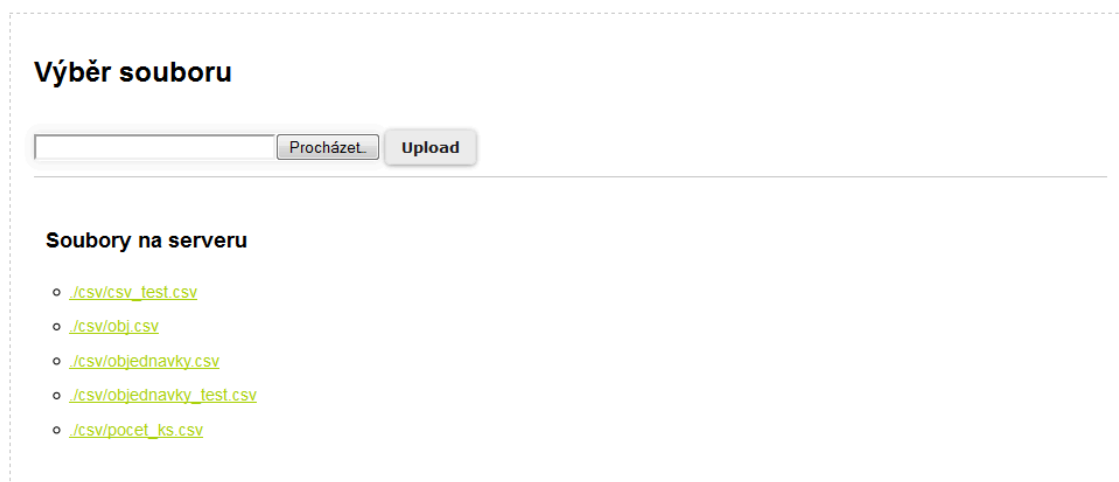 Výběr souboru
Procházet.. Upload
Soubory na serveru
./csv/csv_test.csv
./csv/obj.csv
./csv/objednavky.csv
./csv/objednavky_test.csv
./csv/pocet_ks.csv